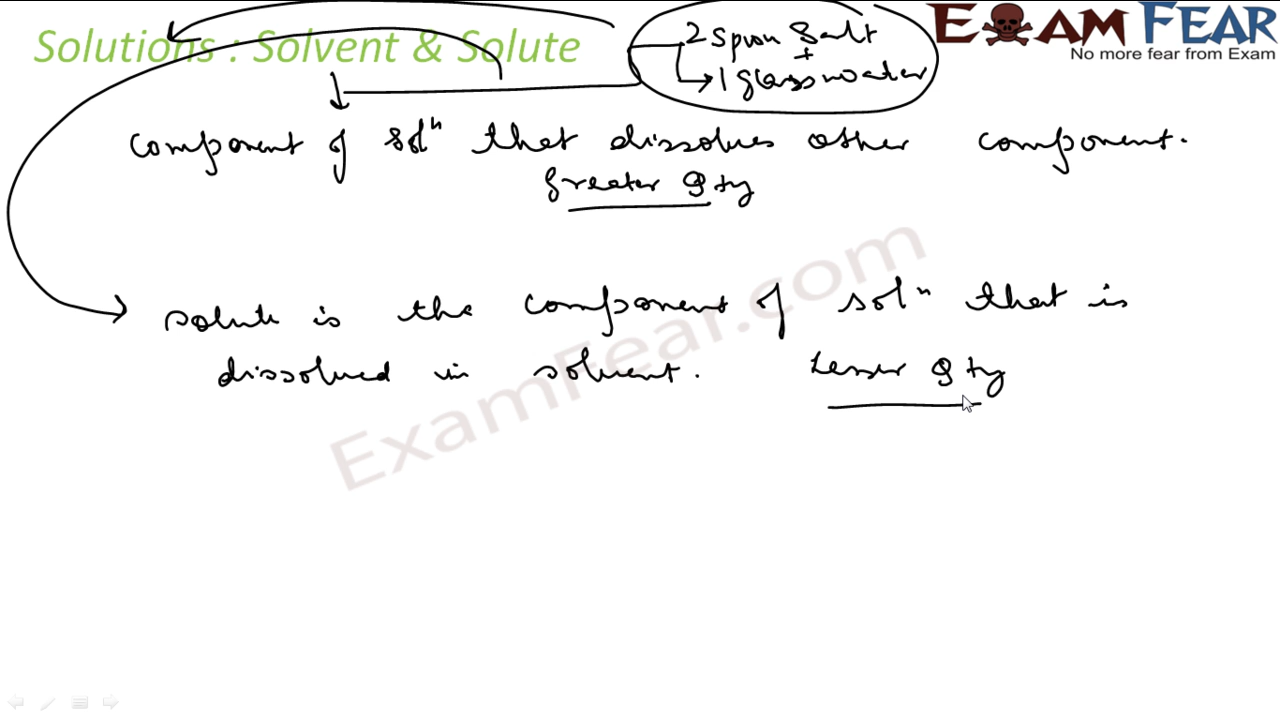 Solutions : Solvent & Solute
2 spoon Salt
+
1 glass water
EXAM FEAR
No more fear from Exam
component of solⁿ that dissolves other component.
Greater Qty
solute is the component of solⁿ that is
dissolved in solvent. Lesser Qty
ExamFear.com